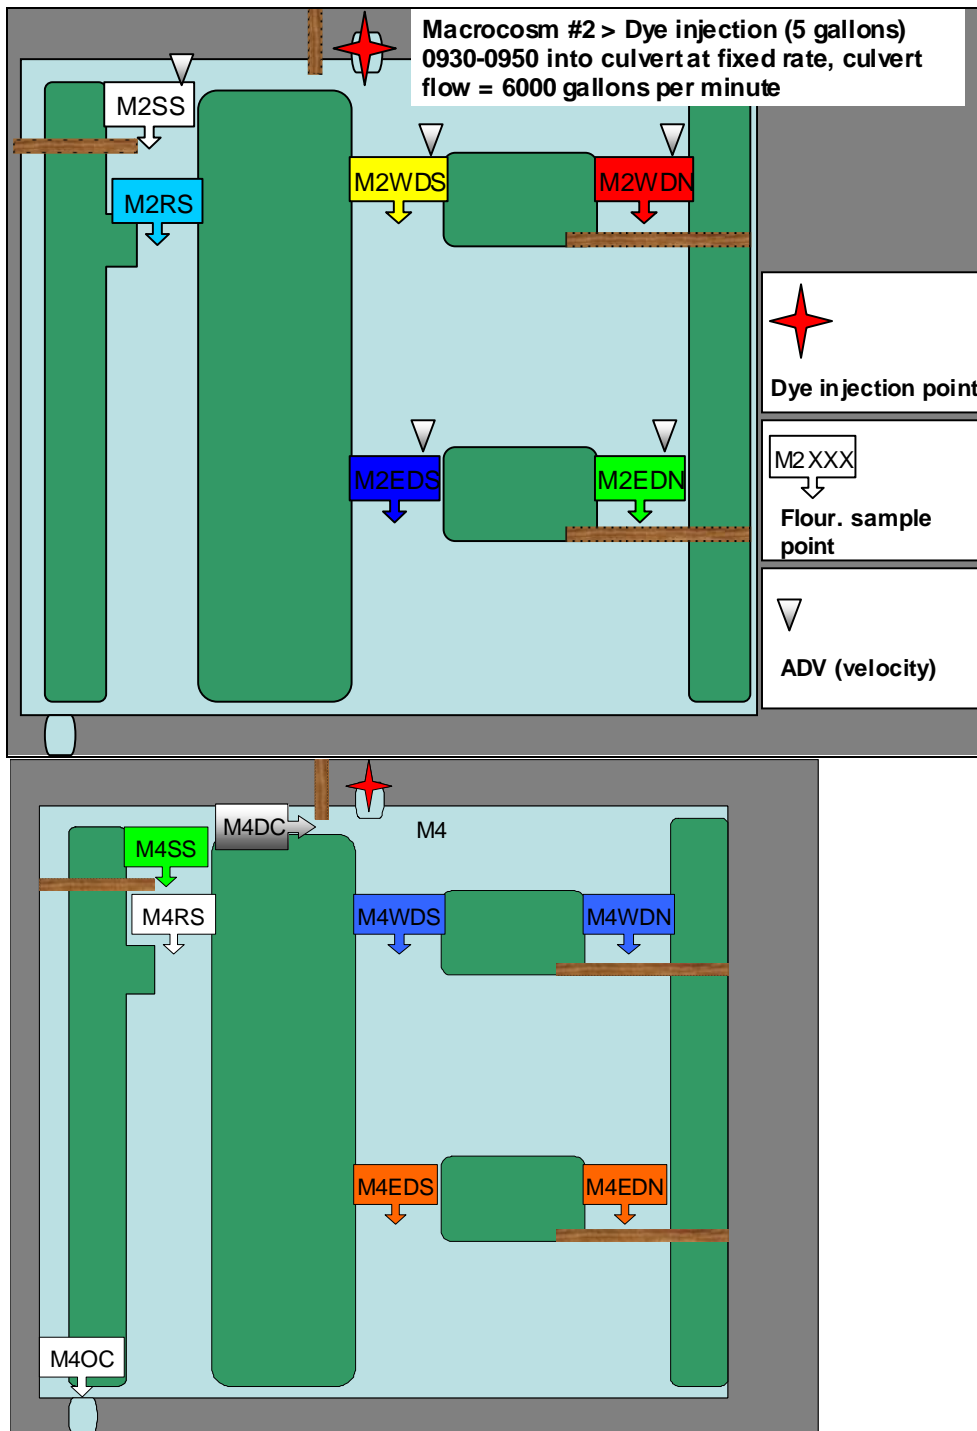 Macrocosm #2 > Dye injection (5 gallons)
0930-0950 into culvert at fixed rate, culvert
flow = 6000 gallons per minute
M2SS
M2RS
M2WDS
M2WDN
M2EDS
M2EDN
Dye injection point
M2 XXX
Flour. sample
point
ADV (velocity)
M4DC
M4
M4SS
M4RS
M4WDS
M4WDN
M4EDS
M4EDN
M4OC